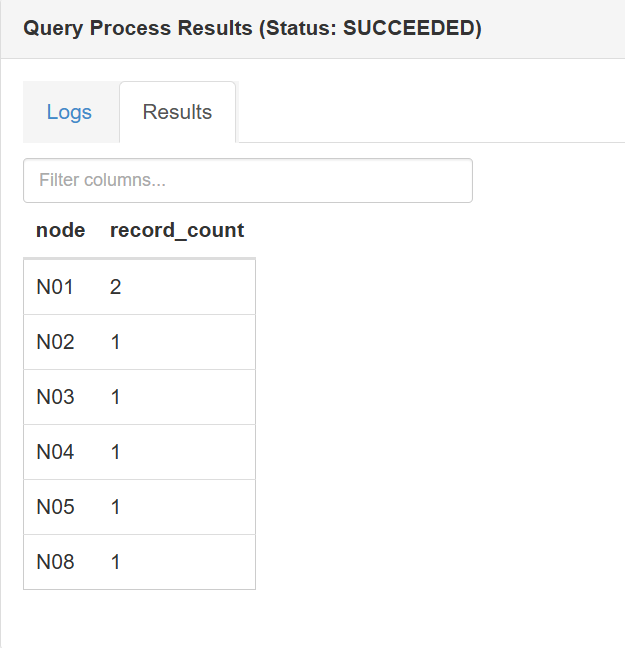 Query Process Results (Status: SUCCEEDED)
Logs Results
Filter columns...
node record_count
N01 2
N02 1
N03 1
N04 1
N05 1
N08 1